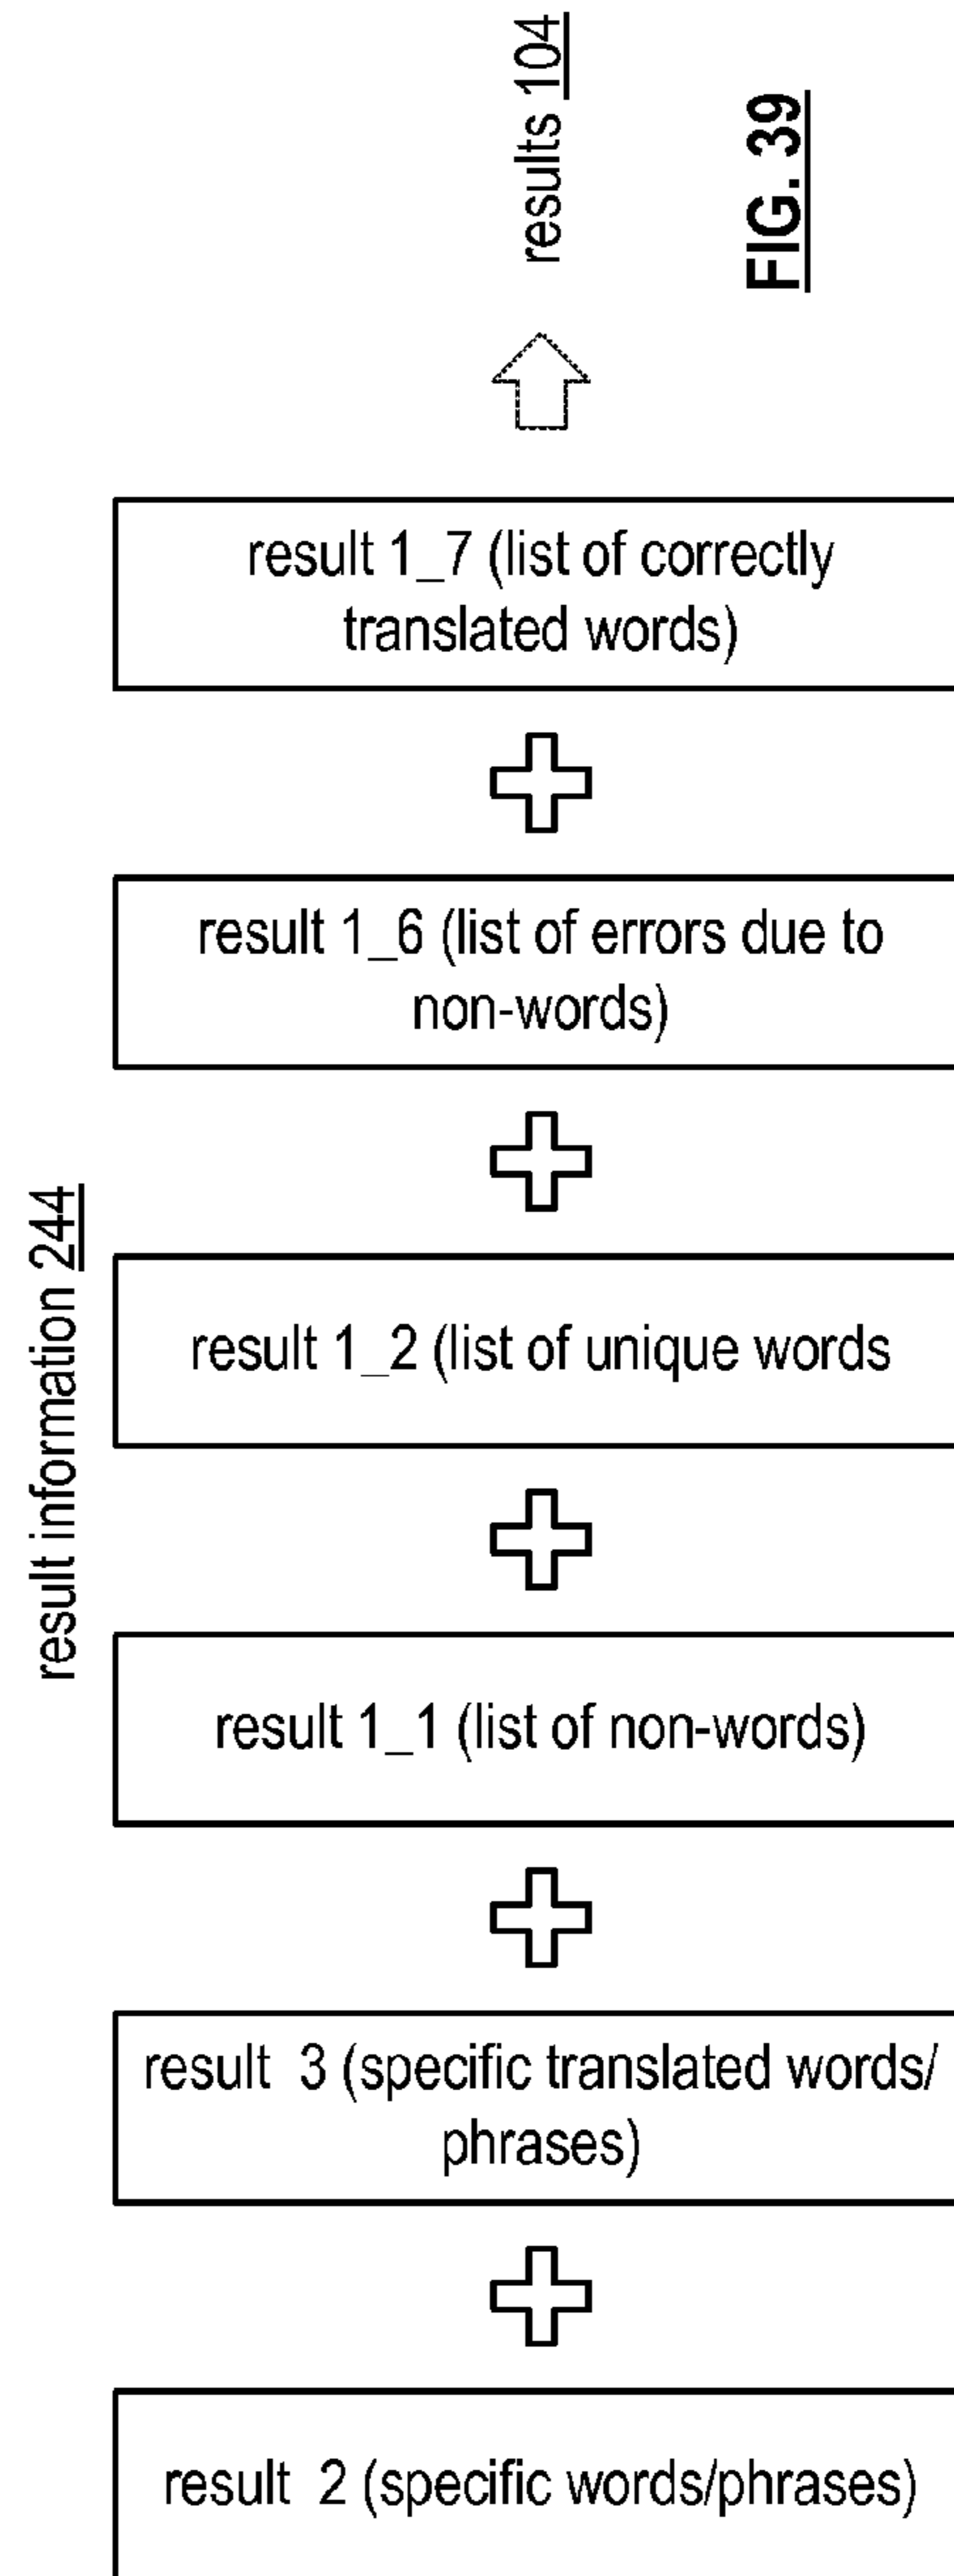 results 104
FIG. 39
result 1_7 (list of correctly
translated words)
result 1_6 (list of errors due to
non-words)
result information 244
result 1_2 (list of unique words
result 1_1 (list of non-words)
result 3 (specific translated words/
phrases)
result 2 (specific words/phrases)